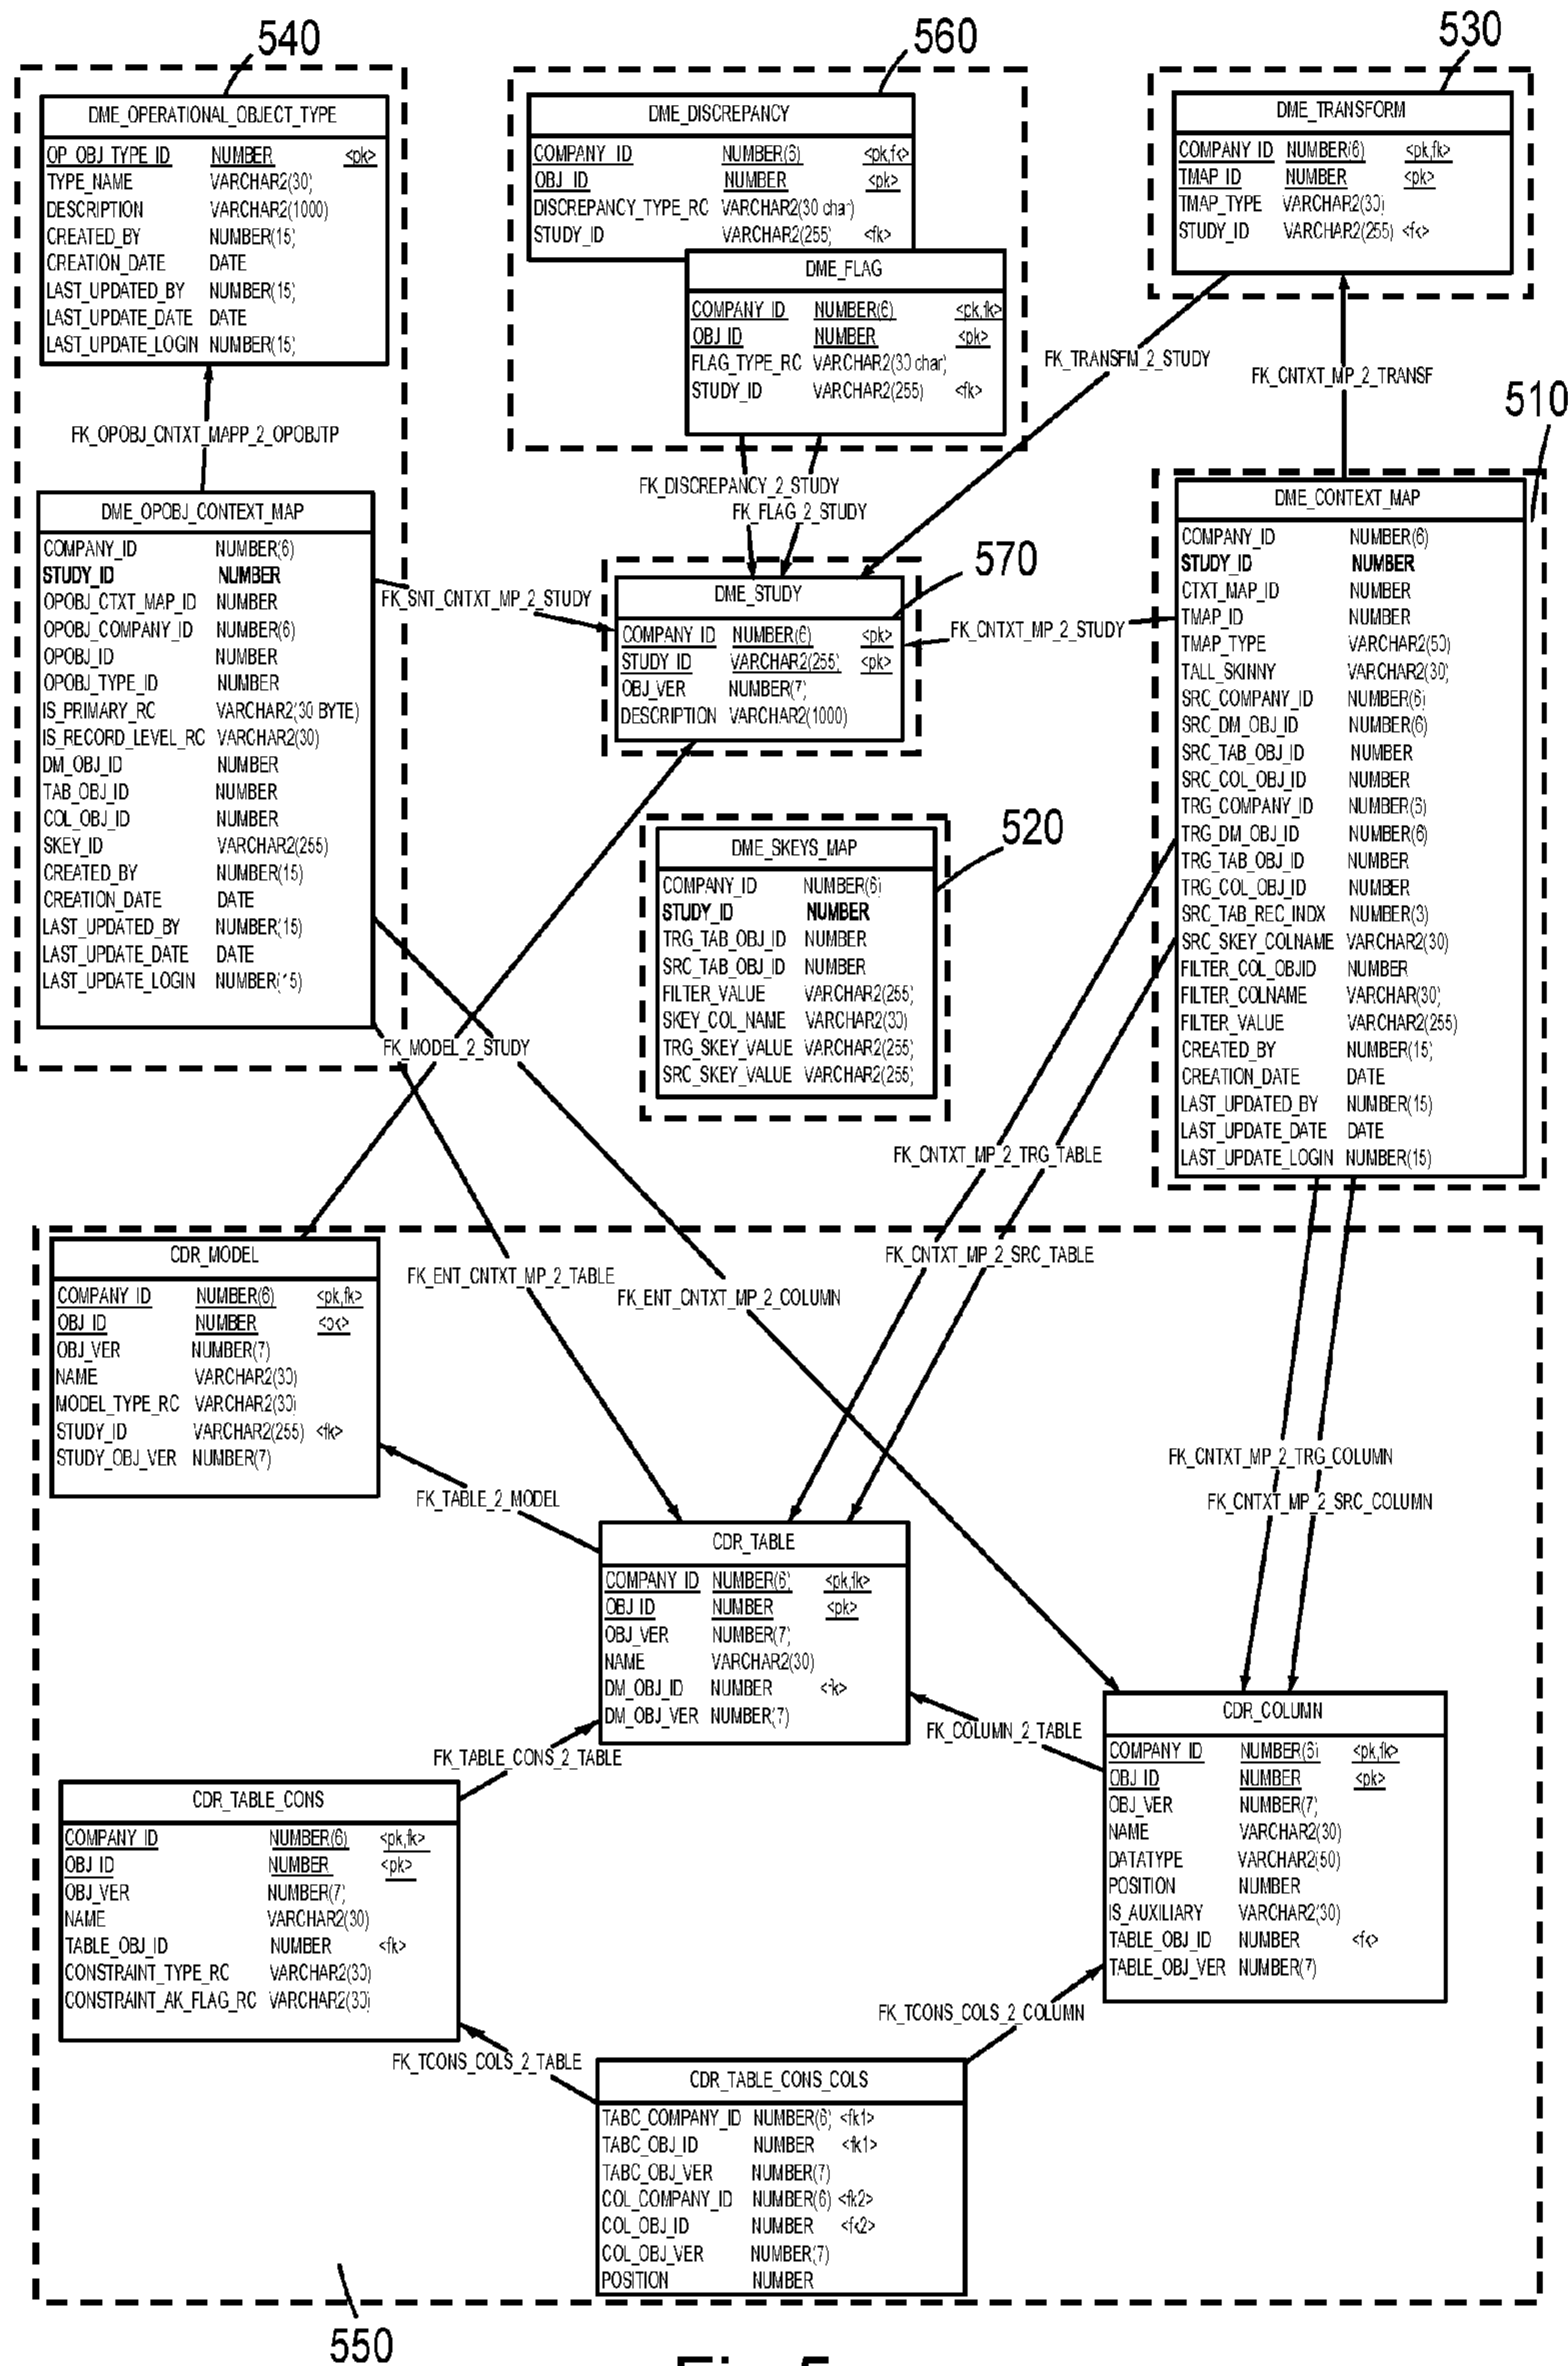 540
560
530
DME_OPERATIONAL_OBJECT_TYPE
OP_OBJ_TYPE_ID NUMBER <pk>
TYPE_NAME VARCHAR2(30)
DESCRIPTION VARCHAR2(1000)
CREATED_BY NUMBER(15)
CREATION_DATE DATE
LAST_UPDATED_BY NUMBER(15)
LAST_UPDATE_DATE DATE
LAST_UPDATE_LOGIN NUMBER(15)
DME_DISCREPANCY
COMPANY_ID NUMBER(6) <pk,fk>
OBJ_ID NUMBER <pk>
DISCREPANCY_TYPE_RC VARCHAR2(30 char)
STUDY_ID VARCHAR2(255) <fk>
DME_FLAG
COMPANY_ID NUMBER(6) <pk,fk>
OBJ_ID NUMBER <pk>
FLAG_TYPE_RC VARCHAR2(30 char)
STUDY_ID VARCHAR2(255) <fk>
DME_TRANSFORM
COMPANY_ID NUMBER(6) <pk,fk>
TMAP_ID NUMBER <pk>
TMAP_TYPE VARCHAR2(30)
STUDY_ID VARCHAR2(255) <fk>
FK_TRANSFM_2_STUDY
FK_CNTXT_MP_2_TRANSF
510
FK_OPOBJ_CNTXT_MAPP_2_OPOBJTP
FK_DISCREPANCY_2_STUDY
FK_FLAG_2_STUDY
DME_OPOBJ_CONTEXT_MAP
COMPANY_ID NUMBER(6)
STUDY_ID NUMBER
OPOBJ_CTXT_MAP_ID NUMBER
OPOBJ_COMPANY_ID NUMBER(6)
OPOBJ_ID NUMBER
OPOBJ_TYPE_ID NUMBER
IS_PRIMARY_RC VARCHAR2(30 BYTE)
IS_RECORD_LEVEL_RC VARCHAR2(30)
DM_OBJ_ID NUMBER
TAB_OBJ_ID NUMBER
COL_OBJ_ID NUMBER
SKEY_ID VARCHAR2(255)
CREATED_BY NUMBER(15)
CREATION_DATE DATE
LAST_UPDATED_BY NUMBER(15)
LAST_UPDATE_DATE DATE
LAST_UPDATE_LOGIN NUMBER(15)
FK_SNT_CNTXT_MP_2_STUDY
570
DME_STUDY
COMPANY_ID NUMBER(6) <pk>
STUDY_ID VARCHAR2(255) <pk>
OBJ_VER NUMBER(7)
DESCRIPTION VARCHAR2(1000)
FK_CNTXT_MP_2_STUDY
DME_CONTEXT_MAP
COMPANY_ID NUMBER(6)
STUDY_ID NUMBER
CTXT_MAP_ID NUMBER
TMAP_ID NUMBER
TMAP_TYPE VARCHAR2(50)
TALL_SKINNY VARCHAR2(30)
SRC_COMPANY_ID NUMBER(6)
SRC_DM_OBJ_ID NUMBER(6)
SRC_TAB_OBJ_ID NUMBER
SRC_COL_OBJ_ID NUMBER
TRG_COMPANY_ID NUMBER(6)
TRG_DM_OBJ_ID NUMBER(6)
TRG_TAB_OBJ_ID NUMBER
TRG_COL_OBJ_ID NUMBER
SRC_TAB_REC_INDX NUMBER(3)
SRC_SKEY_COLNAME VARCHAR2(30)
FILTER_COL_OBJID NUMBER
FILTER_COLNAME VARCHAR(30)
FILTER_VALUE VARCHAR2(255)
CREATED_BY NUMBER(15)
CREATION_DATE DATE
LAST_UPDATED_BY NUMBER(15)
LAST_UPDATE_DATE DATE
LAST_UPDATE_LOGIN NUMBER(15)
520
DME_SKEYS_MAP
COMPANY_ID NUMBER(6)
STUDY_ID NUMBER
TRG_TAB_OBJ_ID NUMBER
SRC_TAB_OBJ_ID NUMBER
FILTER_VALUE VARCHAR2(255)
SKEY_COL_NAME VARCHAR2(30)
TRG_SKEY_VALUE VARCHAR2(255)
SRC_SKEY_VALUE VARCHAR2(255)
FK_MODEL_2_STUDY
FK_CNTXT_MP_2_TRG_TABLE
FK_CNTXT_MP_2_SRC_TABLE
FK_ENT_CNTXT_MP_2_TABLE
FK_ENT_CNTXT_MP_2_COLUMN
CDR_MODEL
COMPANY_ID NUMBER(6) <pk,fk>
OBJ_ID NUMBER <pk>
OBJ_VER NUMBER(7)
NAME VARCHAR2(30)
MODEL_TYPE_RC VARCHAR2(30)
STUDY_ID VARCHAR2(255) <fk>
STUDY_OBJ_VER NUMBER(7)
FK_CNTXT_MP_2_TRG_COLUMN
FK_CNTXT_MP_2_SRC_COLUMN
FK_TABLE_2_MODEL
CDR_TABLE
COMPANY_ID NUMBER(6) <pk,fk>
OBJ_ID NUMBER <pk>
OBJ_VER NUMBER(7)
NAME VARCHAR2(30)
DM_OBJ_ID NUMBER <fk>
DM_OBJ_VER NUMBER(7)
FK_COLUMN_2_TABLE
FK_TABLE_CONS_2_TABLE
CDR_COLUMN
COMPANY_ID NUMBER(6) <pk,fk>
OBJ_ID NUMBER <pk>
OBJ_VER NUMBER(7)
NAME VARCHAR2(30)
DATATYPE VARCHAR2(50)
POSITION NUMBER
IS_AUXILIARY VARCHAR2(30)
TABLE_OBJ_ID NUMBER <fk>
TABLE_OBJ_VER NUMBER(7)
CDR_TABLE_CONS
COMPANY_ID NUMBER(6) <pk,fk>
OBJ_ID NUMBER <pk>
OBJ_VER NUMBER(7)
NAME VARCHAR2(30)
TABLE_OBJ_ID NUMBER <fk>
CONSTRAINT_TYPE_RC VARCHAR2(30)
CONSTRAINT_AK_FLAG_RC VARCHAR2(30)
FK_TCONS_COLS_2_COLUMN
FK_TCONS_COLS_2_TABLE
CDR_TABLE_CONS_COLS
TABC_COMPANY_ID NUMBER(6) <fk1>
TABC_OBJ_ID NUMBER <fk1>
TABC_OBJ_VER NUMBER(7)
COL_COMPANY_ID NUMBER(6) <fk2>
COL_OBJ_ID NUMBER <fk2>
COL_OBJ_VER NUMBER(7)
POSITION NUMBER
550